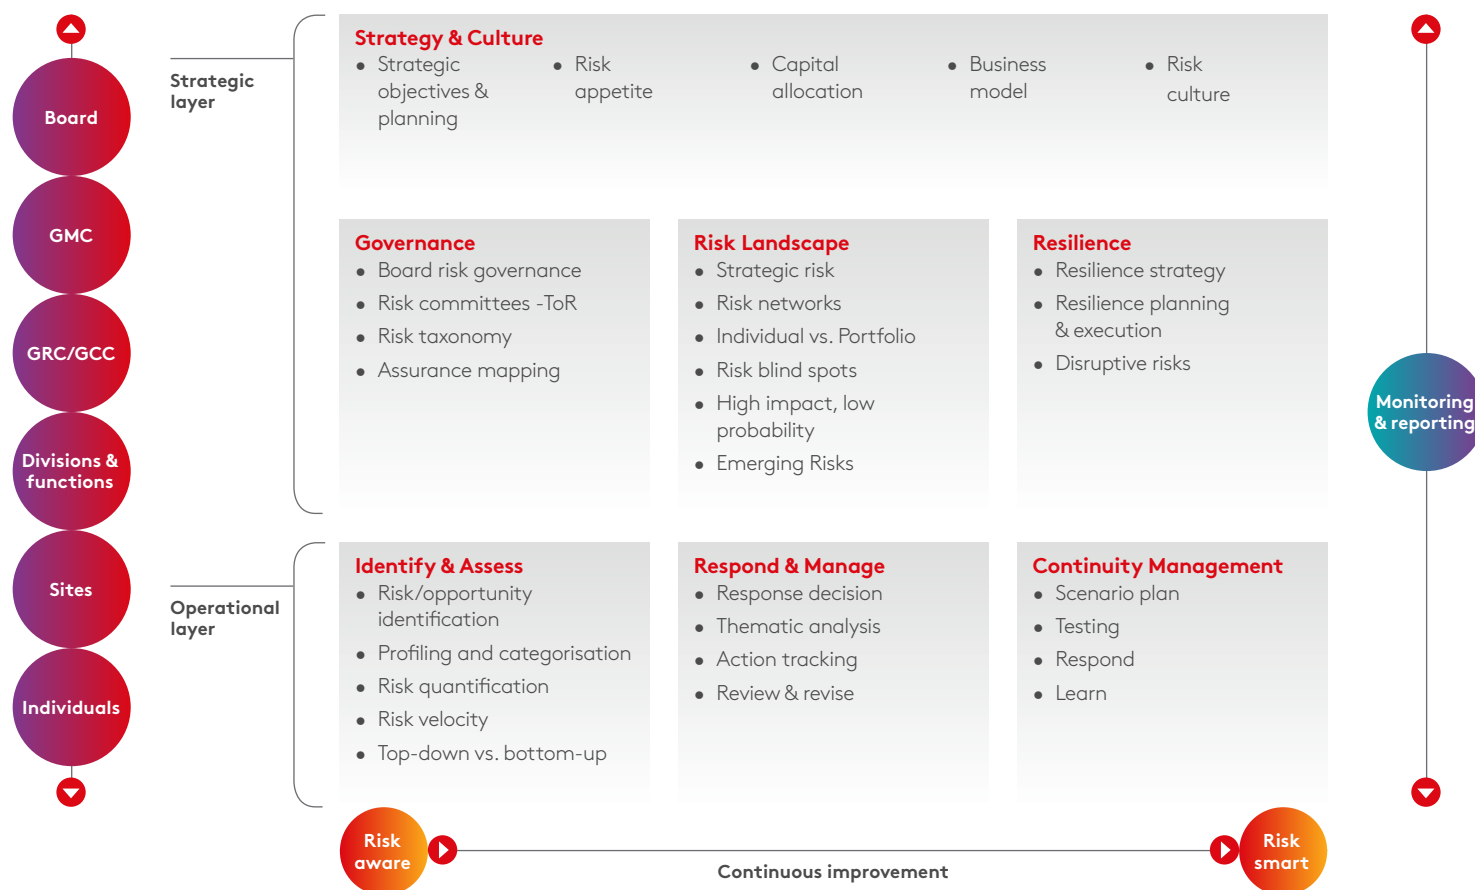 Board
GMC
GRC/GCC
Divisions &
functions
Sites
Individuals
Strategic
layer
Operational
layer
Strategy & Culture
• Strategic
objectives &
planning
• Risk
appetite
• Capital
allocation
• Business
model
• Risk
culture
Governance
• Board risk governance
• Risk committees -ToR
• Risk taxonomy
• Assurance mapping
Risk Landscape
• Strategic risk
• Risk networks
• Individual vs. Portfolio
• Risk blind spots
• High impact, low
probability
• Emerging Risks
Resilience
• Resilience strategy
• Resilience planning
& execution
• Disruptive risks
Identify & Assess
• Risk/opportunity
identification
• Profiling and categorisation
• Risk quantification
• Risk velocity
• Top-down vs. bottom-up
Respond & Manage
• Response decision
• Thematic analysis
• Action tracking
• Review & revise
Continuity Management
• Scenario plan
• Testing
• Respond
• Learn
Monitoring
& reporting
Risk
aware
Continuous improvement
Risk
smart